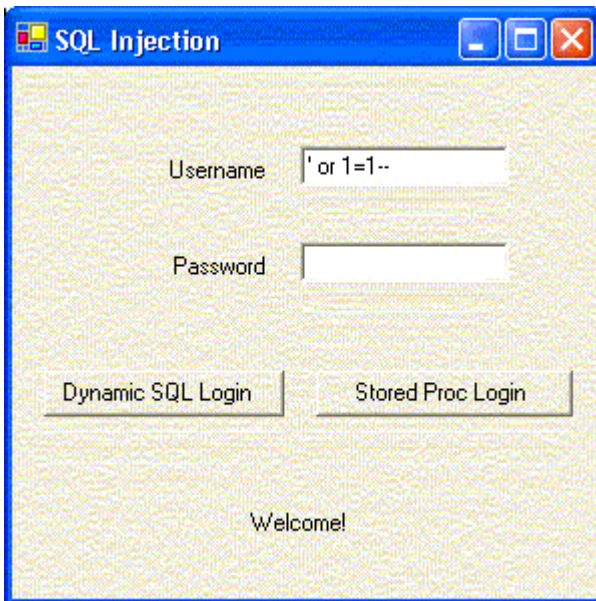 SQL Injection
Username ' or 1=1--
Password
Dynamic SQL Login Stored Proc Login
Welcome!